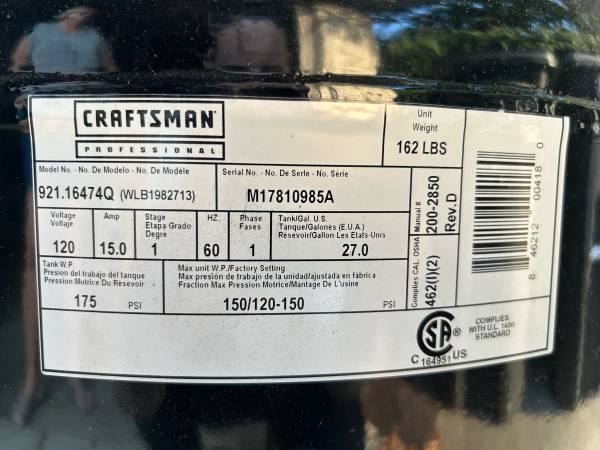 CRAFTSMAN
PROFESSIONAL
Unit
Weight
162 LBS
Model No. - No. De Modelo - No. De Modèle
921.16474Q (WLB1982713)
Serial No. - No. De Serie - No. Série
M17810985A
Voltage
Voltaje
120
Amp
15.0
Stage
Etapa Grado
Degre
1
HZ.
60
Phase
Fases
1
Tank/Gal. U.S.
Tanque/Galones (E.U.A.)
Résevoir/Gallon Les Etats-Unis
27.0
Tank W.P.
Presion del trabajo del tanque
Pression Motrice Du Resevoir
175 PSI
Max unit W.P./Factory Setting
Max presión de trabajo de la unidad/ajustada en fabrica
Fraction Max Pression Motrice/Mantage De L'usine
150/120-150 PSI
Complies CAL. OSHA
462(l)(2)
Manual #
200-2850
Rev.D
8 46212 00418 0
CSA ®
C 164951 US
COMPLIES
WITH U.L. 1450
STANDARD